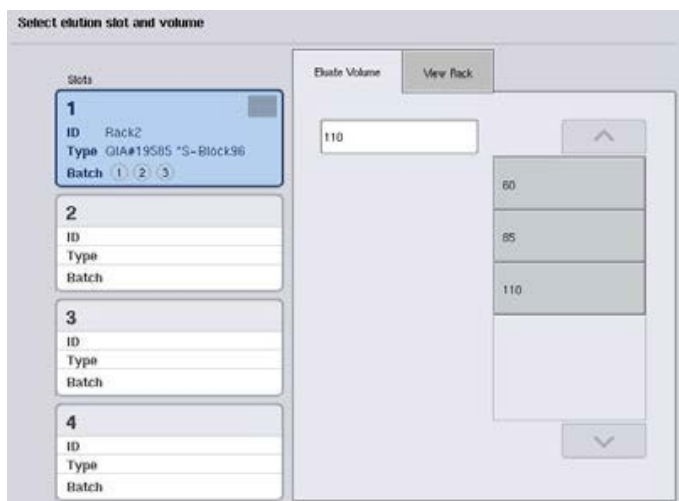 Select elution slot and volume
Slots
1
ID Rack2
Type QIA#19585 *S-Block96
Batch 1 2 3
2
ID
Type
Batch
3
ID
Type
Batch
4
ID
Type
Batch
Eluate Volume
View Rack
110
60
85
110